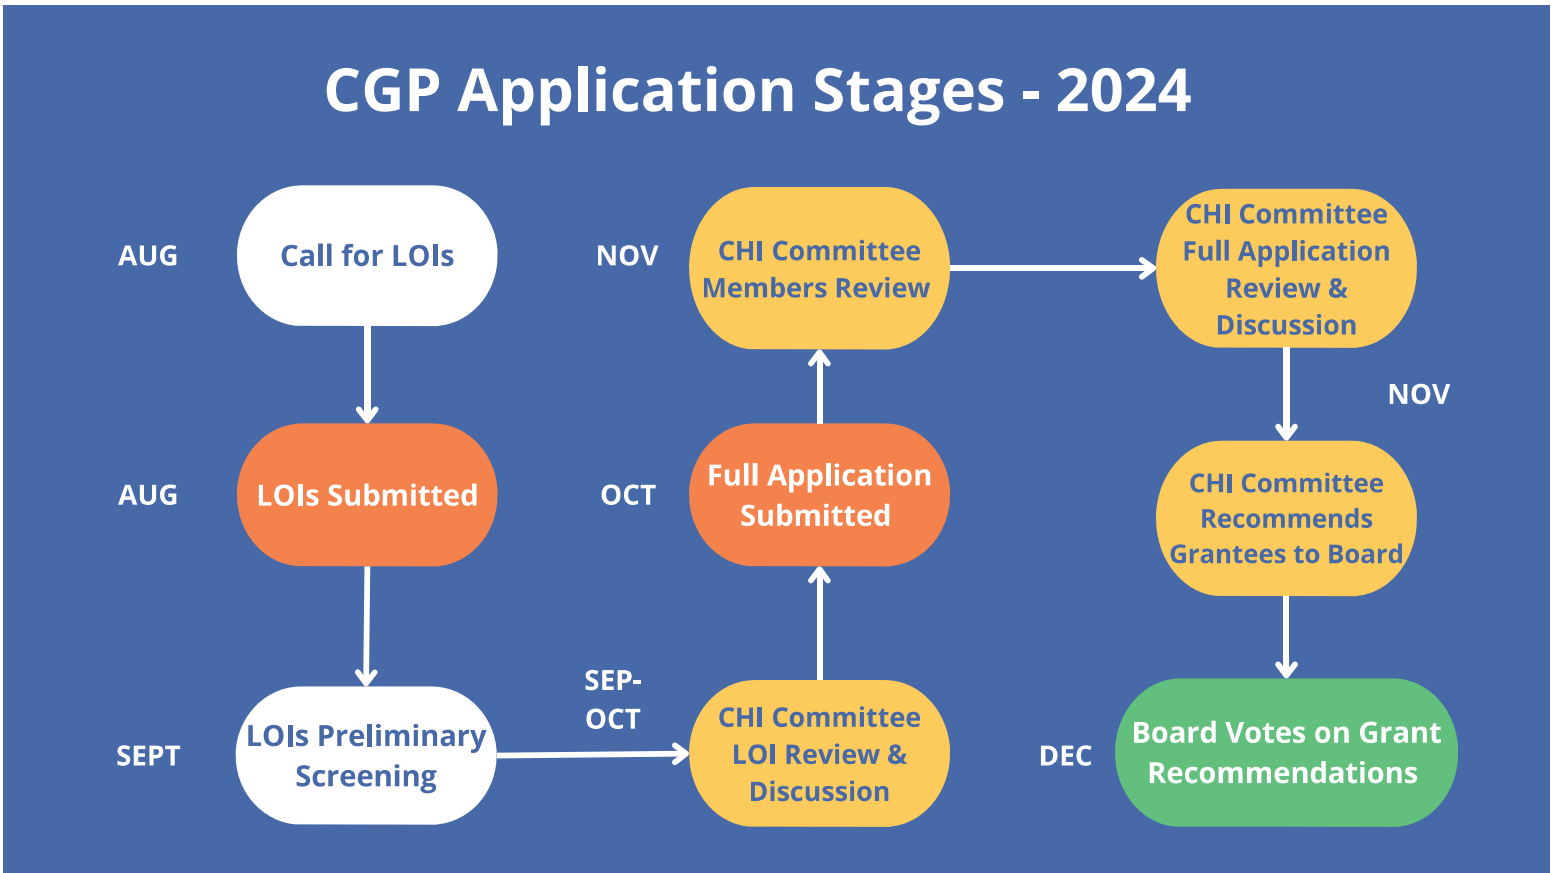 CGP Application Stages - 2024
AUG
Call for LOIs
AUG
LOIs Submitted
SEPT
LOIs Preliminary
Screening
SEP-
OCT
CHI Committee
LOI Review &
Discussion
OCT
Full Application
Submitted
NOV
CHI Committee
Members Review
CHI Committee
Full Application
Review &
Discussion
NOV
CHI Committee
Recommends
Grantees to Board
DEC
Board Votes on Grant
Recommendations